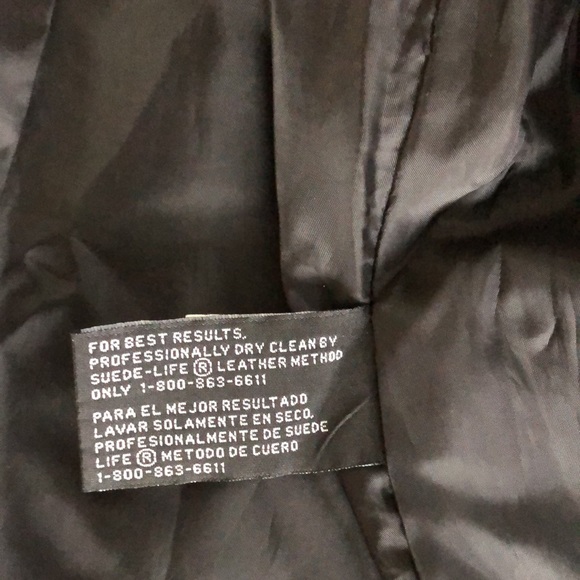 FOR BEST RESULTS,
PROFESSIONALLY DRY CLEAN BY
SUEDE-LIFE ® LEATHER METHOD
ONLY 1-800-863-6611
PARA EL MEJOR RESULTADO
LAVAR SOLAMENTE EN SECO,
PROFESIONALMENTE DE SUEDE
LIFE ® METODO DE CUERO
1-800-863-6611